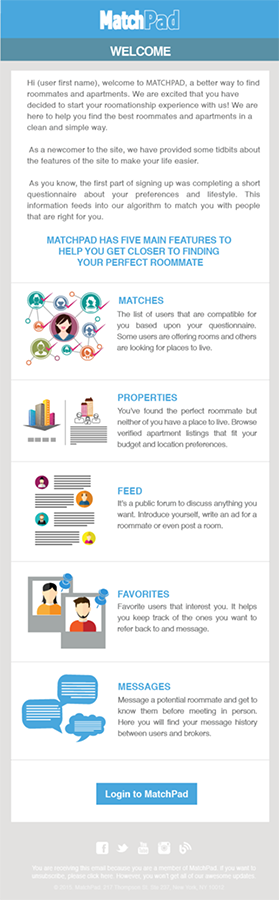 MatchPad
WELCOME
Hi (user first name), welcome to MATCHPAD, a better way to find
roommates and apartments. We are excited that you have
decided to start your roomationship experience with us! We are
here to help you find the best roommates and apartments in a
clean and simple way.
As a newcomer to the site, we have provided some tidbits about
the features of the site to make your life easier.
As you know, the first part of signing up was completing a short
questionnaire about your preferences and lifestyle. This
information feeds into our algorithm to match you with people
that are right for you.
MATCHPAD HAS FIVE MAIN FEATURES TO
HELP YOU GET CLOSER TO FINDING
YOUR PERFECT ROOMMATE
MATCHES
The list of users that are compatible for
you based upon your questionnaire.
Some users are offering rooms and others
are looking for places to live.
PROPERTIES
You've found the perfect roommate but
neither of you have a place to live. Browse
verified apartment listings that fit your
budget and location preferences.
FEED
It's a public forum to discuss anything you
want. Introduce yourself, write an ad for a
roommate or even post a room.
FAVORITES
Favorite users that interest you. It helps
you keep track of the ones you want to
refer back to and message.
MESSAGES
Message a potential roommate and get to
know them before meeting in person.
Here you will find your message history
between users and brokers.
Login to MatchPad
You are receiving this email because you are a member of MatchPad. If you want to
unsubscribe, please click here. However, you won't get all of our awesome updates.